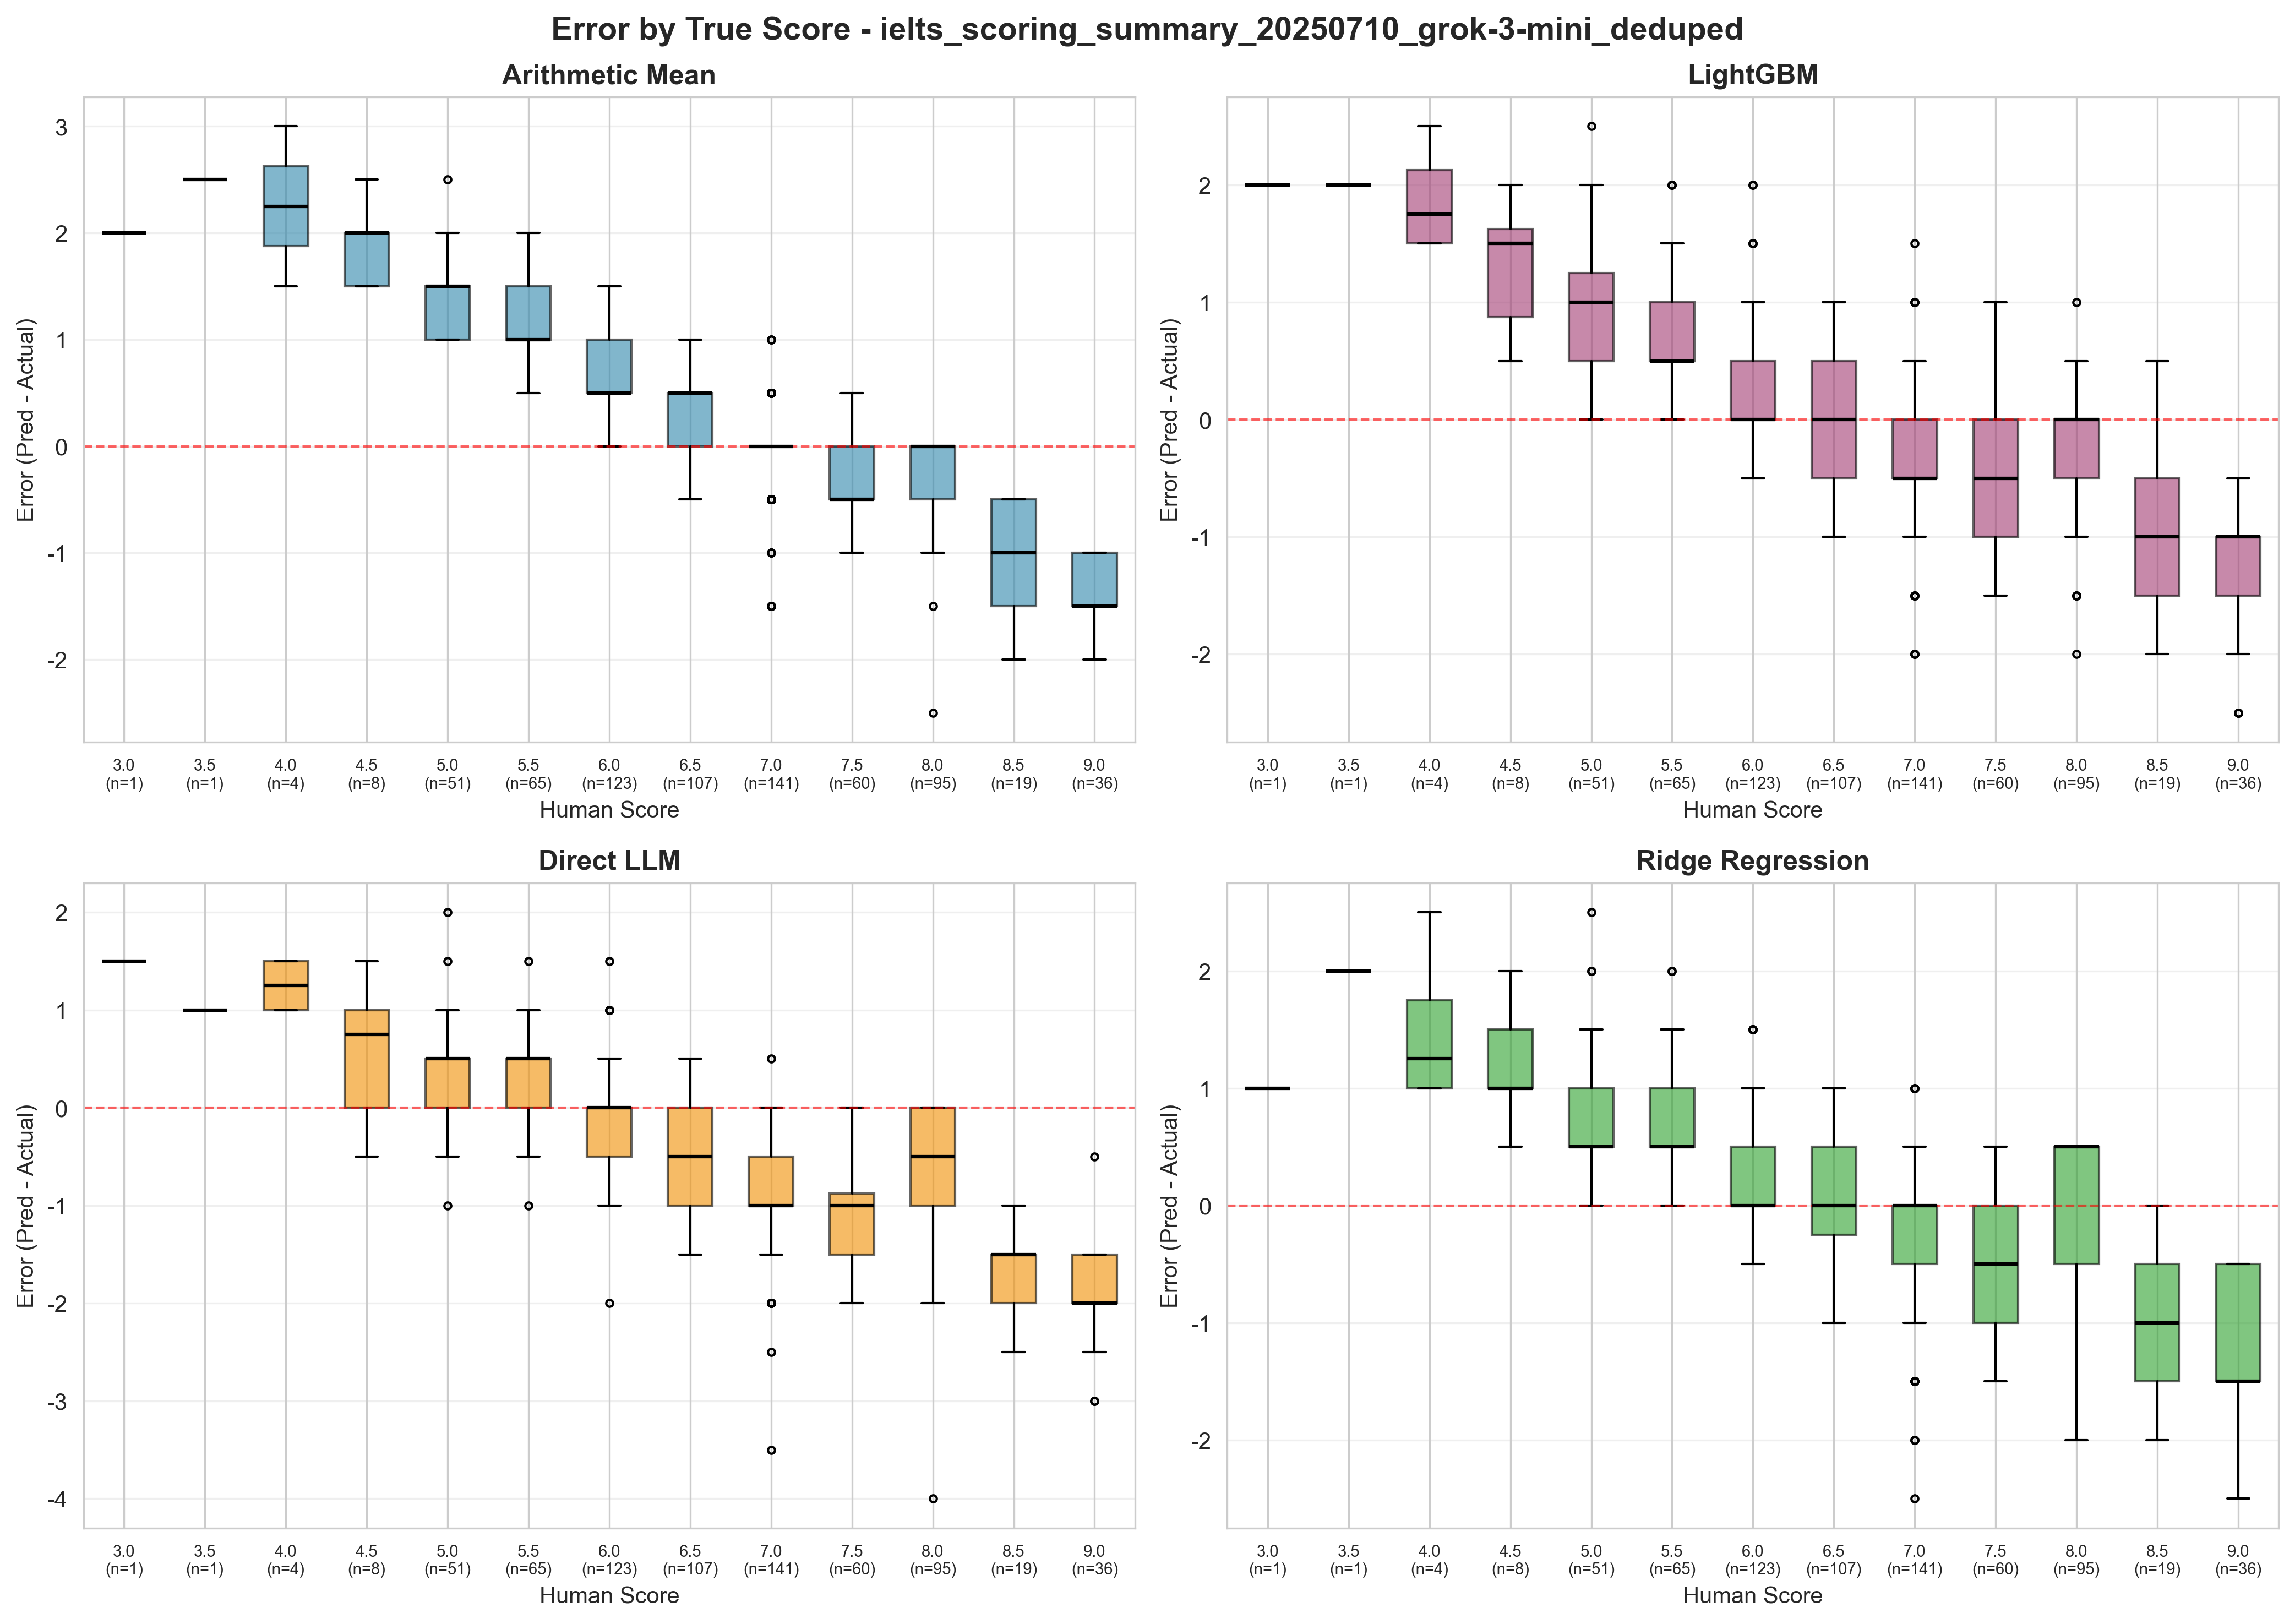 Error by True Score - ielts_scoring_summary_20250710_grok-3-mini_deduped
Arithmetic Mean
Error (Pred - Actual)
3
2
1
0
-1
-2
3.0 3.5 4.0 4.5 5.0 5.5 6.0 6.5 7.0 7.5 8.0 8.5 9.0
(n=1) (n=1) (n=4) (n=8) (n=51) (n=65) (n=123) (n=107) (n=141) (n=60) (n=95) (n=19) (n=36)
Human Score
LightGBM
Error (Pred - Actual)
2
1
0
-1
-2
3.0 3.5 4.0 4.5 5.0 5.5 6.0 6.5 7.0 7.5 8.0 8.5 9.0
(n=1) (n=1) (n=4) (n=8) (n=51) (n=65) (n=123) (n=107) (n=141) (n=60) (n=95) (n=19) (n=36)
Human Score
Direct LLM
Error (Pred - Actual)
2
1
0
-1
-2
-3
-4
3.0 3.5 4.0 4.5 5.0 5.5 6.0 6.5 7.0 7.5 8.0 8.5 9.0
(n=1) (n=1) (n=4) (n=8) (n=51) (n=65) (n=123) (n=107) (n=141) (n=60) (n=95) (n=19) (n=36)
Human Score
Ridge Regression
Error (Pred - Actual)
2
1
0
-1
-2
3.0 3.5 4.0 4.5 5.0 5.5 6.0 6.5 7.0 7.5 8.0 8.5 9.0
(n=1) (n=1) (n=4) (n=8) (n=51) (n=65) (n=123) (n=107) (n=141) (n=60) (n=95) (n=19) (n=36)
Human Score